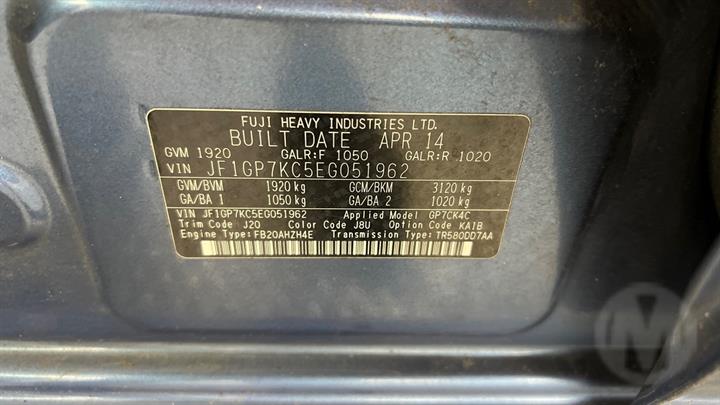 FUJI HEAVY INDUSTRIES LTD.
BUILT DATE APR 14
GVM 1920 GALR:F 1050 GALR:R 1020
VIN JF1GP7KC5EG051962
GVM/BVM 1920 kg GCM/BKM 3120 kg
GA/BA 1 1050 kg GA/BA 2 1020 kg
VIN JF1GP7KC5EG051962 Applied Model GP7CK4C
Trim Code J20 Color Code J8U Option Code KA1B
Engine Type:FB20AHZH4E Transmission Type:TR580DD7AA
M